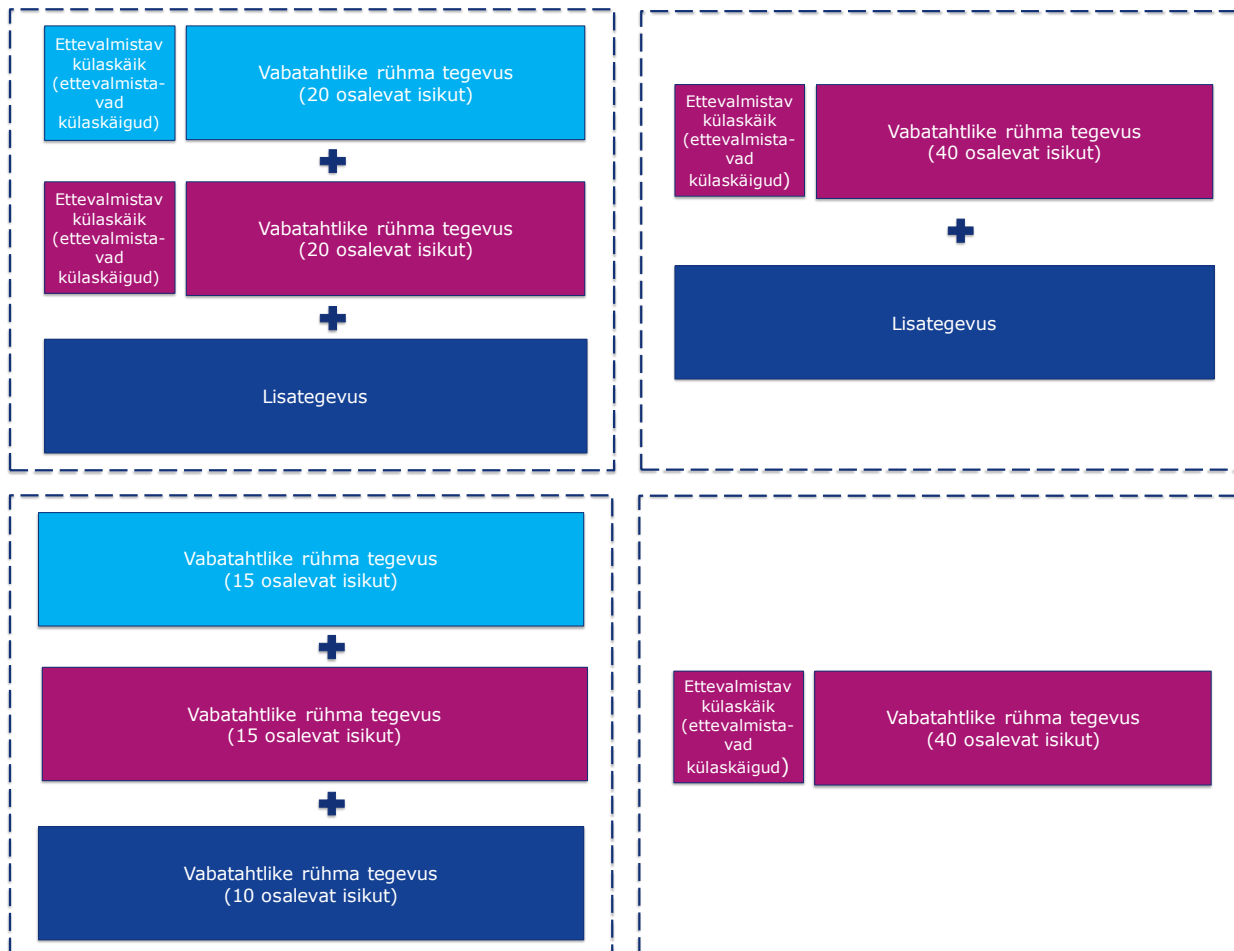 Ettevalmistav
külaskäik
(ettevalmista-
vad
külaskäigud)
Vabatahtlike rühma tegevus
(20 osalevat isikut)
Ettevalmistav
külaskäik
(ettevalmista-
vad
külaskäigud)
Vabatahtlike rühma tegevus
(20 osalevat isikut)
Lisategevus
Ettevalmistav
külaskäik
(ettevalmista-
vad
külaskäigud)
Vabatahtlike rühma tegevus
(40 osalevat isikut)
Lisategevus
Vabatahtlike rühma tegevus
(15 osalevat isikut)
Vabatahtlike rühma tegevus
(15 osalevat isikut)
Vabatahtlike rühma tegevus
(10 osalevat isikut)
Ettevalmistav
külaskäik
(ettevalmista-
vad
külaskäigud)
Vabatahtlike rühma tegevus
(40 osalevat isikut)